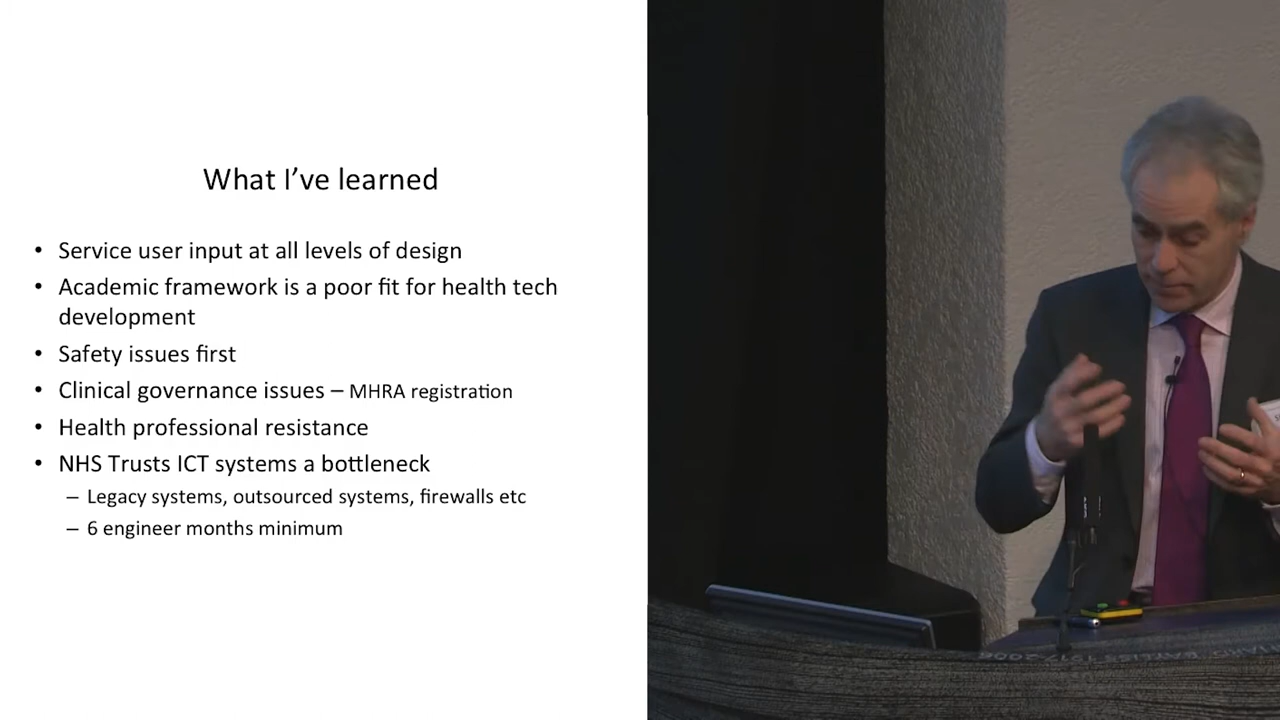 What I’ve learned
• Service user input at all levels of design
• Academic framework is a poor fit for health tech
development
• Safety issues first
• Clinical governance issues – MHRA registration
• Health professional resistance
• NHS Trusts ICT systems a bottleneck
– Legacy systems, outsourced systems, firewalls etc
– 6 engineer months minimum